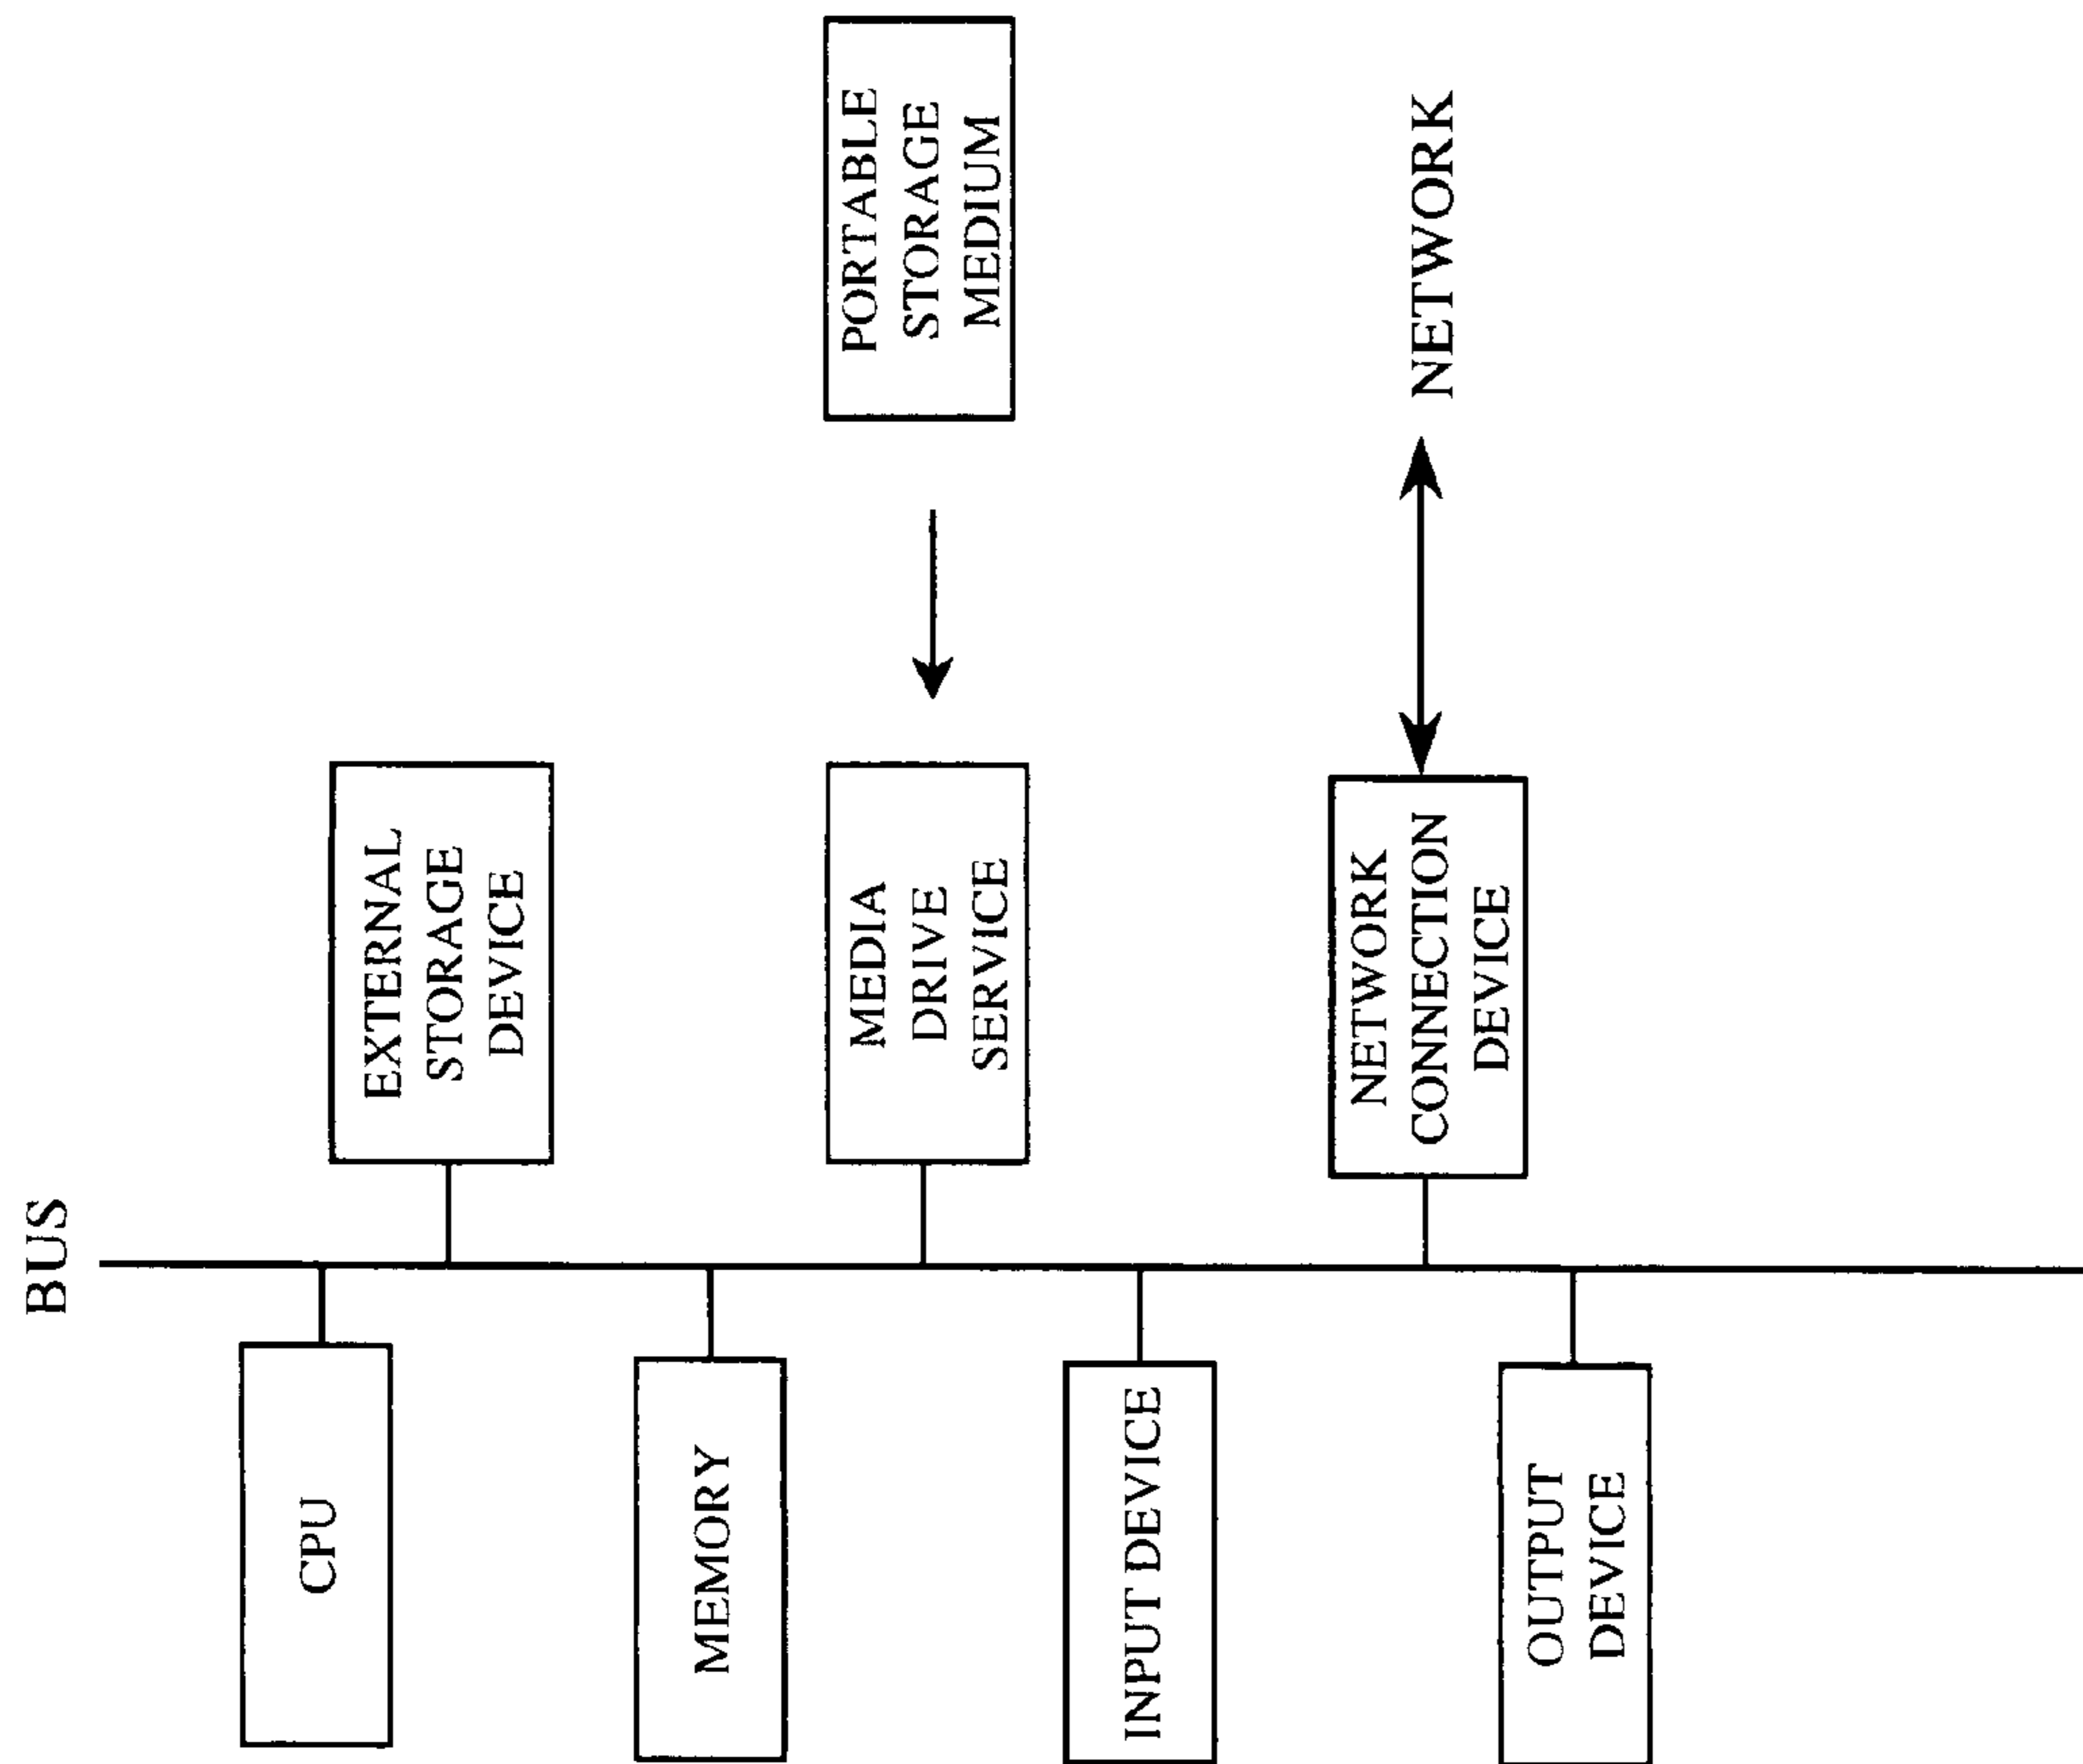 BUS
CPU
MEMORY
INPUT DEVICE
OUTPUT
DEVICE
EXTERNAL
STORAGE
DEVICE
MEDIA
DRIVE
SERVICE
NETWORK
CONNECTION
DEVICE
PORTABLE
STORAGE
MEDIUM
NETWORK